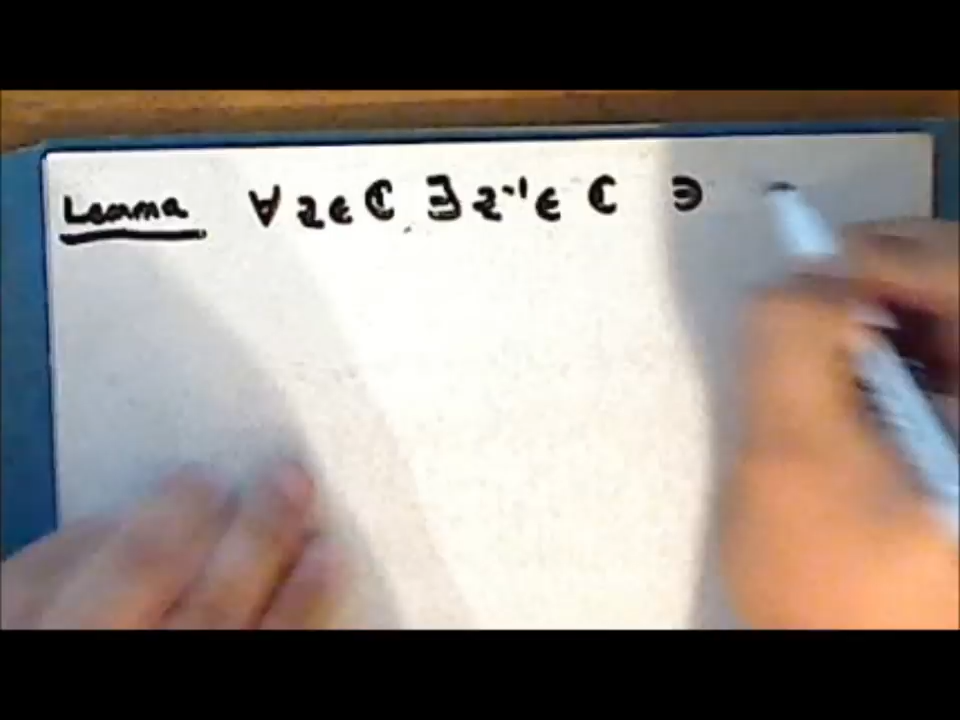 Lemma ∀ z ∈ ℂ ∃ z⁻¹ ∈ ℂ ∋